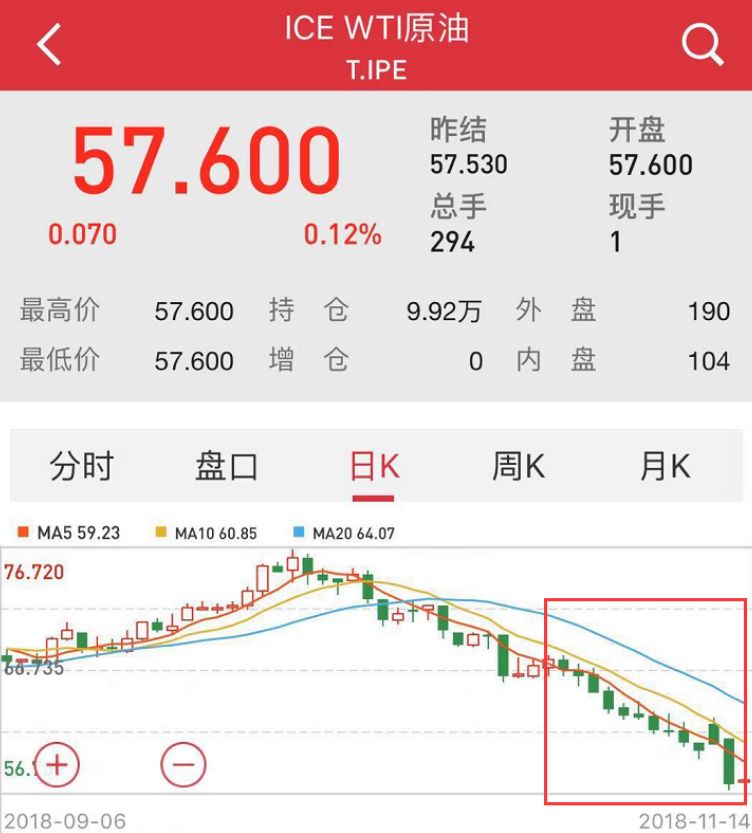 ICE WTI原油
T.IPE
57.600
0.070 0.12%
昨结 开盘
57.530 57.600
总手 现手
294 1
最高价 57.600 持仓 9.92万 外盘 190
最低价 57.600 增仓 0 内盘 104
分时 盘口 日K 周K 月K
MA5 59.23 MA10 60.85 MA20 64.07
76.720
66.735
56.
2018-09-06 2018-11-14